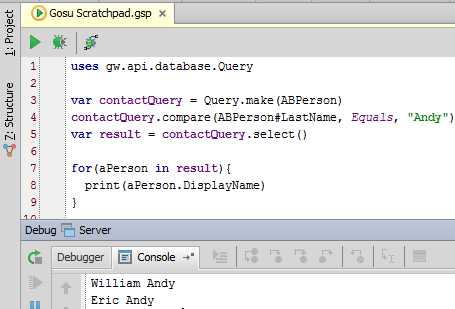 Gosu Scratchpad.gsp
1: Project
7: Structure
1 uses gw.api.database.Query
2
3 var contactQuery = Query.make(ABPerson)
4 contactQuery.compare(ABPerson#LastName, Equals, "Andy")
5 var result = contactQuery.select()
6
7 for(aPerson in result){
8 print(aPerson.DisplayName)
9 }
10
Debug Server
Debugger Console
William Andy
Eric Andy